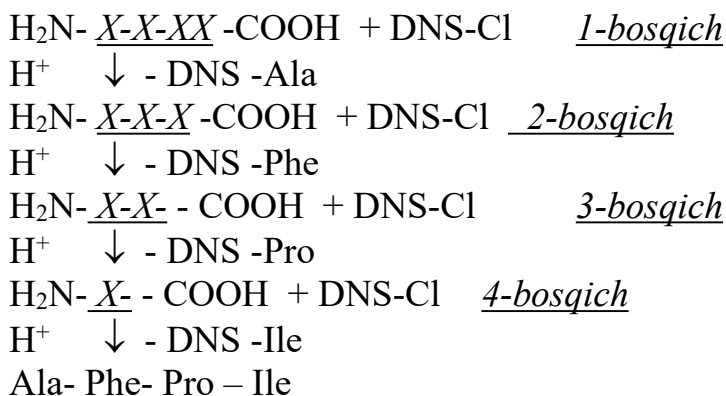 H₂N- X-X-XX -COOH + DNS-Cl 1-bosqich
H⁺ ↓ - DNS -Ala
H₂N- X-X-X -COOH + DNS-Cl 2-bosqich
H⁺ ↓ - DNS -Phe
H₂N- X-X- - COOH + DNS-Cl 3-bosqich
H⁺ ↓ - DNS -Pro
H₂N- X- - COOH + DNS-Cl 4-bosqich
H⁺ ↓ - DNS -Ile
Ala- Phe- Pro – Ile